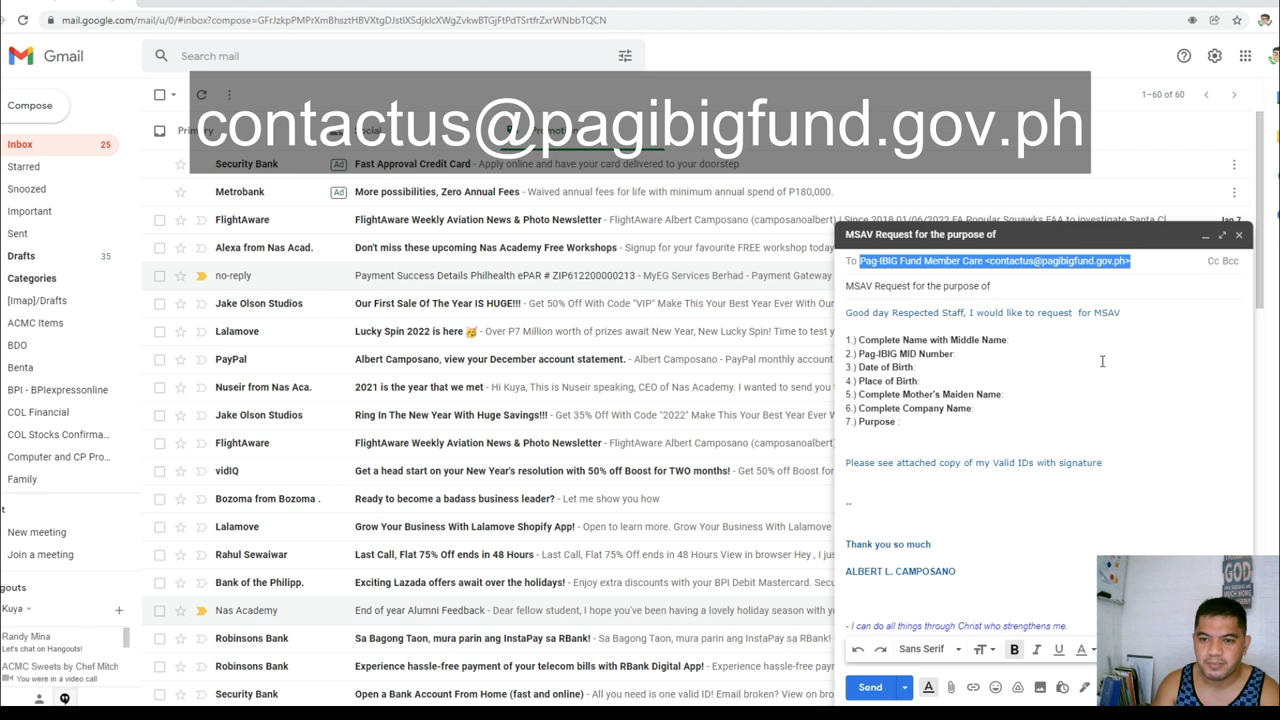 mail.google.com/mail/u/0/#inbox?compose=GFrJzkpPMPrXmBhsztHBVXtgDJstlXSdjklcXWgZvkwBTGjFtPdTSrtfrZxrWNbbTQCN
Gmail
Search mail
contactus@pagibigfund.gov.ph
Compose
1–60 of 60
Inbox 25
Starred
Snoozed
Important
Sent
Drafts 35
Categories
[Imap]/Drafts
ACMC Items
BDO
Benta
BPI - BPIexpressonline
COL Financial
COL Stocks Confirma...
Computer and CP Pro...
Family
New meeting
Join a meeting
Kuya
Randy Mina
Let's chat on Hangouts!
ACMC Sweets by Chef Mitch
You were in a video call
Security Bank Ad Fast Approval Credit Card - Apply online and have your card delivered to your doorstep
Metrobank Ad More possibilities, Zero Annual Fees - Waived annual fees for life with minimum annual spend of P180,000.
FlightAware FlightAware Weekly Aviation News & Photo Newsletter - FlightAware Albert Camposano (camposanoalbert) | Since 2018 01/06/2022 FA Popular Squawks FAA to investigate Santa Cl... Jan 7
Alexa from Nas Acad. Don't miss these upcoming Nas Academy Free Workshops - Signup for your favourite FREE workshop today
no-reply Payment Success Details Philhealth ePAR # ZIP612200000213 - MyEG Services Berhad - Payment Gateway
Jake Olson Studios Our First Sale Of The Year IS HUGE!!! - Get 50% Off With Code "VIP" Make This Your Best Year Ever With Our
Lalamove Lucky Spin 2022 is here - Over P7 Million worth of prizes await New Year, New Lucky Spin! Time to test y
PayPal Albert Camposano, view your December account statement. - Albert Camposano - PayPal monthly account
Nuseir from Nas Aca. 2021 is the year that we met - Hi Kuya, This is Nuseir speaking, CEO of Nas Academy. I wanted to send you
Jake Olson Studios Ring In The New Year With Huge Savings!!! - Get 35% Off With Code "2022" Make This Your Best Year Ever
FlightAware FlightAware Weekly Aviation News & Photo Newsletter - FlightAware Albert Camposano (camposanoalbert)
vidIQ Get a head start on your New Year's resolution with 50% off Boost for TWO months! - Get 50% Off Boost
Bozoma from Bozoma . Ready to become a badass business leader? - Let me show you how
Lalamove Grow Your Business With Lalamove Shopify App! - Open to learn more. Grow Your Business With Lalamove
Rahul Sewaiwar Last Call, Flat 75% Off ends in 48 Hours - Last Call, Flat 75% Off ends in 48 Hours View in browser Hey , I jus
Bank of the Philipp. Exciting Lazada offers await over the holidays! - Enjoy extra discounts with your BPI Debit Mastercard. Sec
Nas Academy End of year Alumni Feedback - Dear fellow student, I hope you've been having a lovely holiday season with y
Robinsons Bank Sa Bagong Taon, mura parin ang InstaPay sa RBank! - Sa Bagong Taon, mura parin ang InstaPay sa RBank!
Robinsons Bank Experience hassle-free payment of your telecom bills with RBank Digital App! - Experience hassle-free pa
Security Bank Open a Bank Account From Home (fast and online) - All you need is one valid ID! Email broken? View on bro
MSAV Request for the purpose of
To Pag-IBIG Fund Member Care <contactus@pagibigfund.gov.ph> Cc Bcc
MSAV Request for the purpose of
Good day Respected Staff, I would like to request for MSAV
1.) Complete Name with Middle Name:
2.) Pag-IBIG MID Number:
3.) Date of Birth:
4.) Place of Birth:
5.) Complete Mother's Maiden Name:
6.) Complete Company Name:
7.) Purpose :
Please see attached copy of my Valid IDs with signature
--
Thank you so much
ALBERT L. CAMPOSANO
- I can do all things through Christ who strengthens me.
Sans Serif
Send